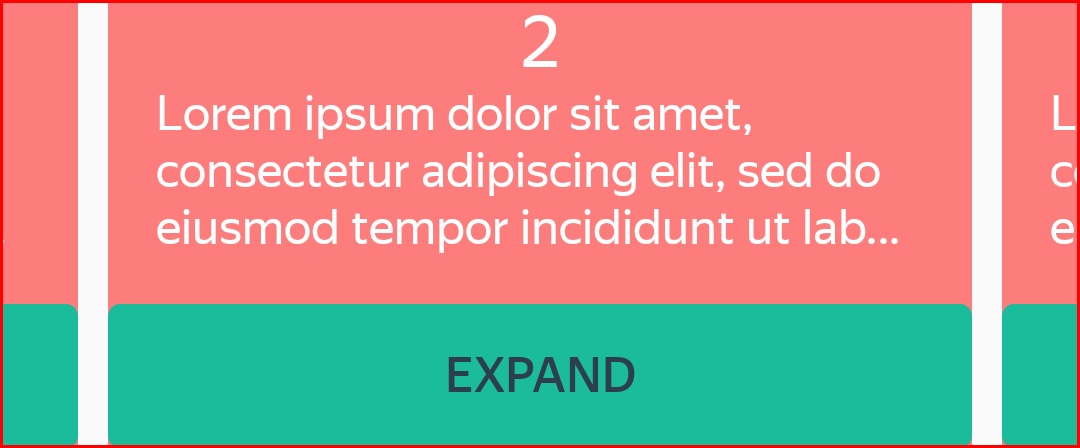 2
Lorem ipsum dolor sit amet,
consectetur adipiscing elit, sed do
eiusmod tempor incididunt ut lab...
EXPAND